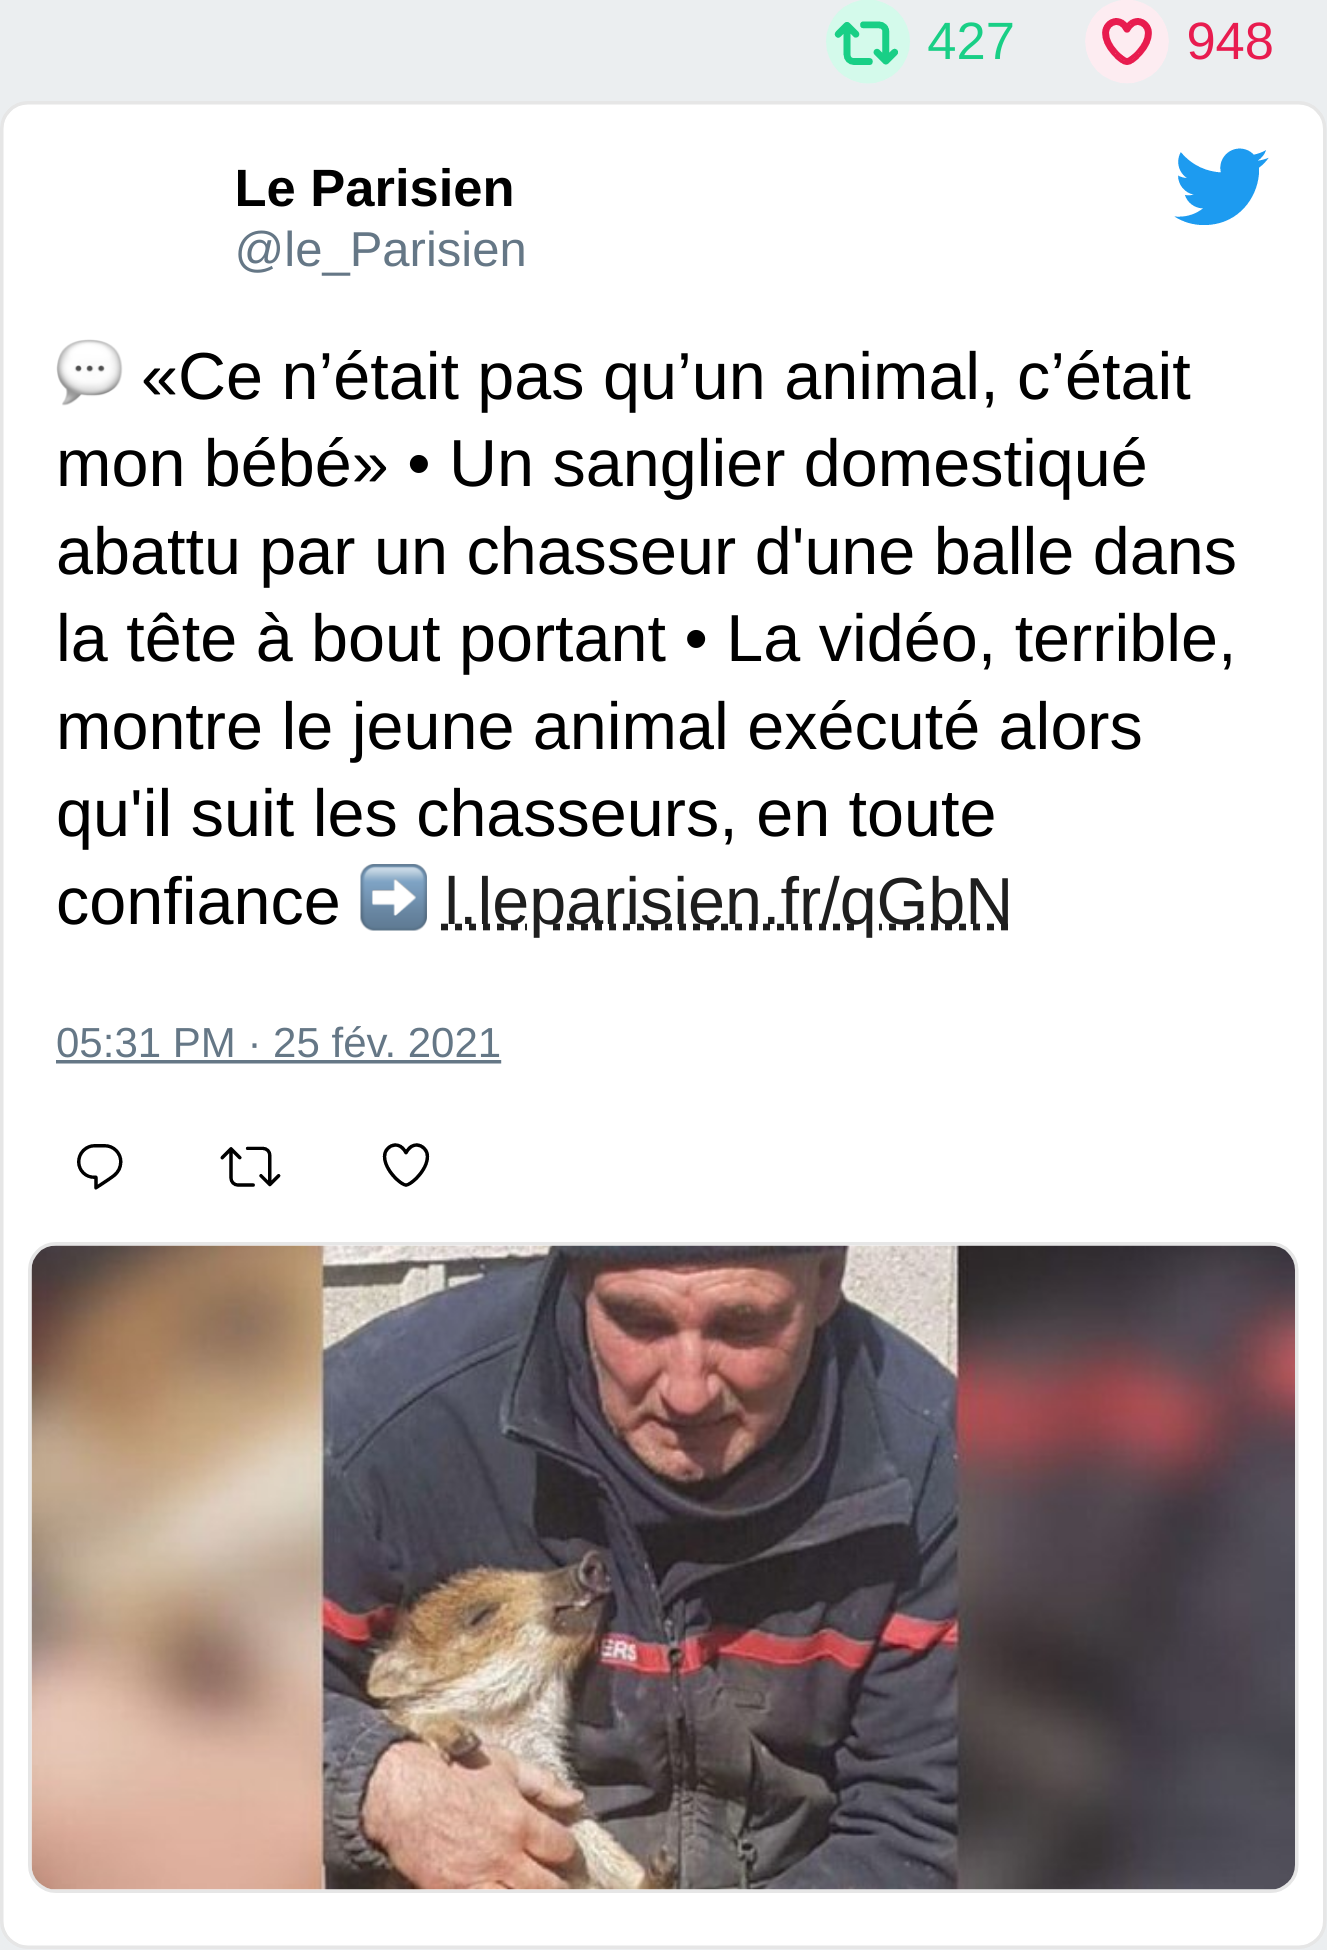 427 948
Le Parisien
@le_Parisien
💬 «Ce n’était pas qu’un animal, c’était
mon bébé» • Un sanglier domestiqué
abattu par un chasseur d'une balle dans
la tête à bout portant • La vidéo, terrible,
montre le jeune animal exécuté alors
qu'il suit les chasseurs, en toute
confiance ➡️ l.leparisien.fr/qGbN
05:31 PM · 25 fév. 2021
ERS